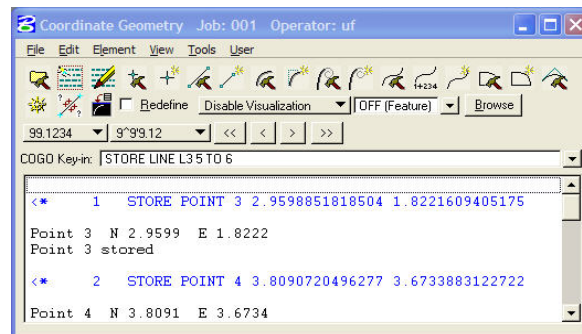 Coordinate Geometry Job: 001 Operator: uf
File Edit Element View Tools User
1+234
Redefine Disable Visualization OFF (Feature) Browse
99.1234 9^99.12 << < > >>
COGO Key-in: STORE LINE L3 5 TO 6
<* 1 STORE POINT 3 2.9598851818504 1.8221609405175
Point 3 N 2.9599 E 1.8222
Point 3 stored
<* 2 STORE POINT 4 3.8090720496277 3.6733883122722
Point 4 N 3.8091 E 3.6734